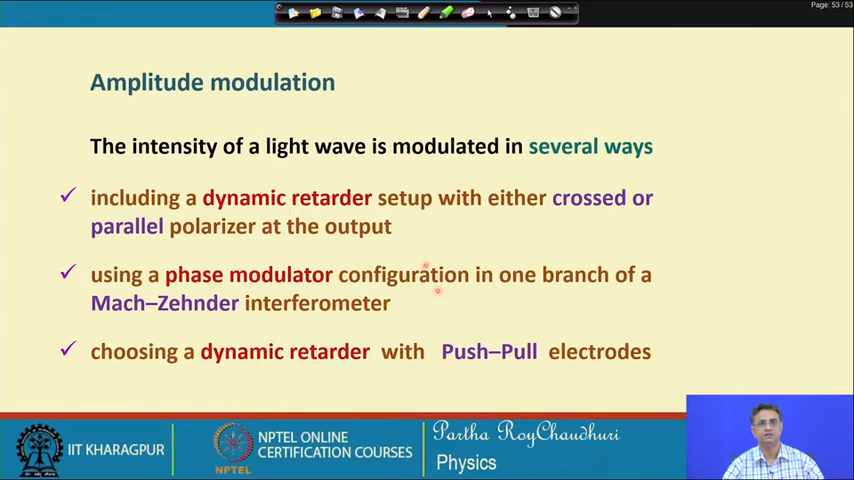 Page: 53 / 53
Amplitude modulation
The intensity of a light wave is modulated in several ways
✓ including a dynamic retarder setup with either crossed or
parallel polarizer at the output
✓ using a phase modulator configuration in one branch of a
Mach–Zehnder interferometer
✓ choosing a dynamic retarder with Push–Pull electrodes
IIT KHARAGPUR
NPTEL
NPTEL ONLINE
CERTIFICATION COURSES
Partha RoyChaudhuri
Physics